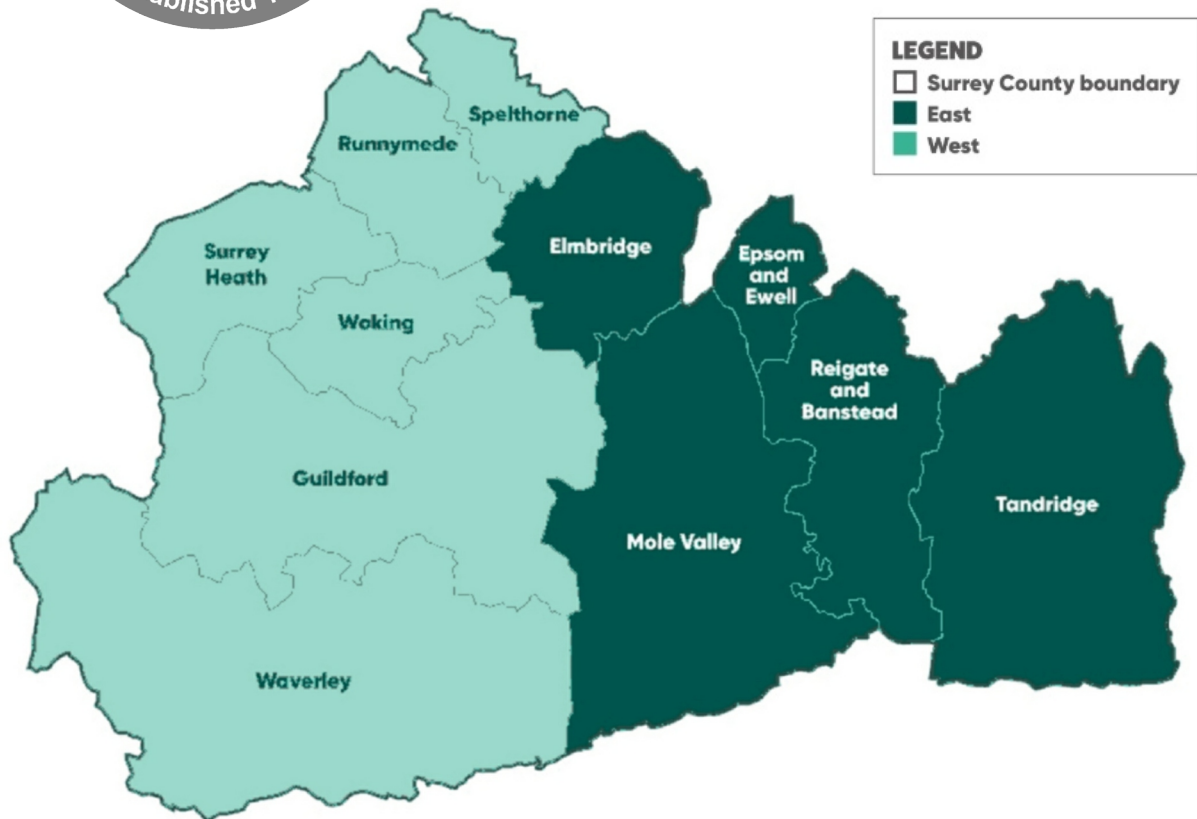 LEGEND
Surrey County boundary
East
West
Spelthorne
Runnymede
Elmbridge
Surrey
Heath
Epsom
and
Ewell
Woking
Reigate
and
Banstead
Guildford
Tandridge
Mole Valley
Waverley